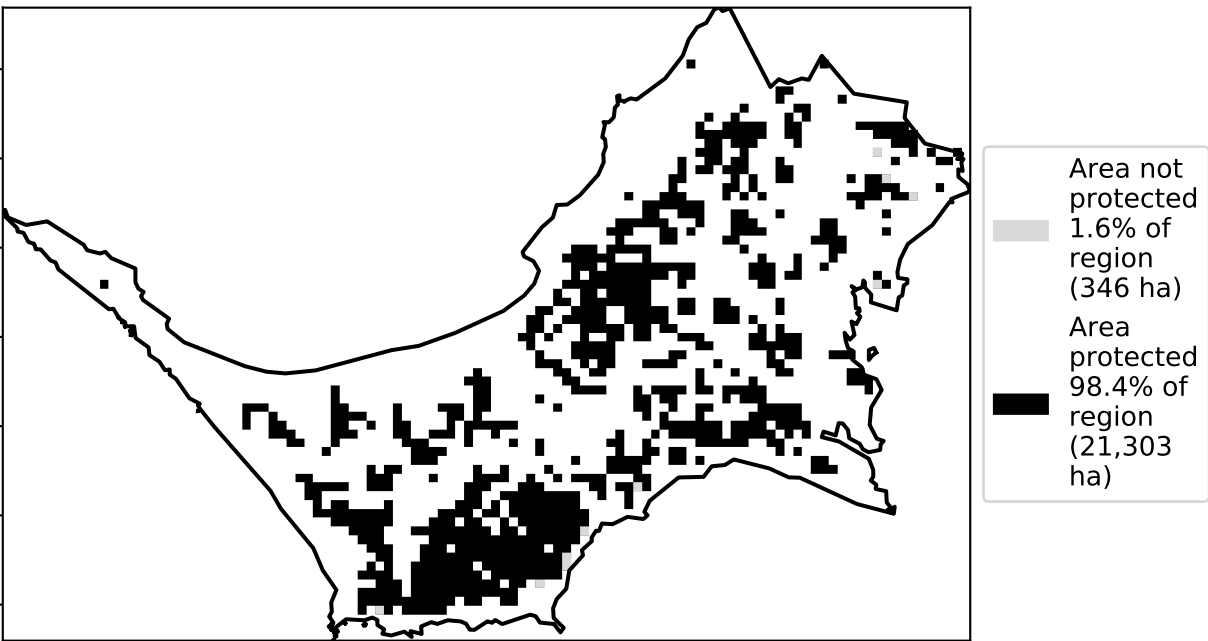 Area not
protected
1.6% of
region
(346 ha)
Area
protected
98.4% of
region
(21,303
ha)